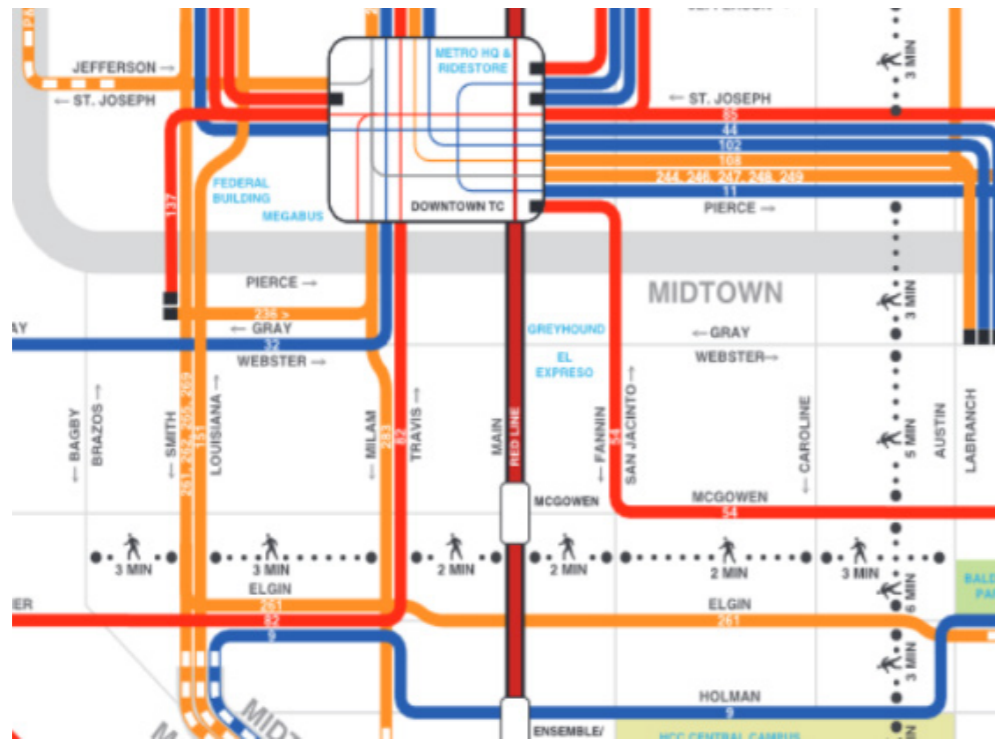 METRO HQ &
RIDESTORE
JEFFERSON →
← ST. JOSEPH
← ST. JOSEPH
85
44
102
108
244, 246, 247, 248, 249
11
3 MIN
137
FEDERAL
BUILDING
MEGABUS
DOWNTOWN TC
PIERCE →
PIERCE →
MIDTOWN
3 MIN
236 >
← GRAY
32
WEBSTER →
GREYHOUND
EL
EXPRESO
← GRAY
WEBSTER→
← BAGBY
BRAZOS →
← SMITH
261, 262, 265, 269
151
LOUISIANA →
← MILAM
283
82
TRAVIS →
MAIN
RED LINE
← FANNIN
54
SAN JACINTO →
← CAROLINE
5 MIN
AUSTIN
LABRANCH
MCGOWEN
MCGOWEN
54
3 MIN
3 MIN
2 MIN
2 MIN
2 MIN
3 MIN
6 MIN
ELGIN
261
82
9
ELGIN
261
3 MIN
HOLMAN
9
ENSEMBLE/
HCC CENTRAL CAMPUS